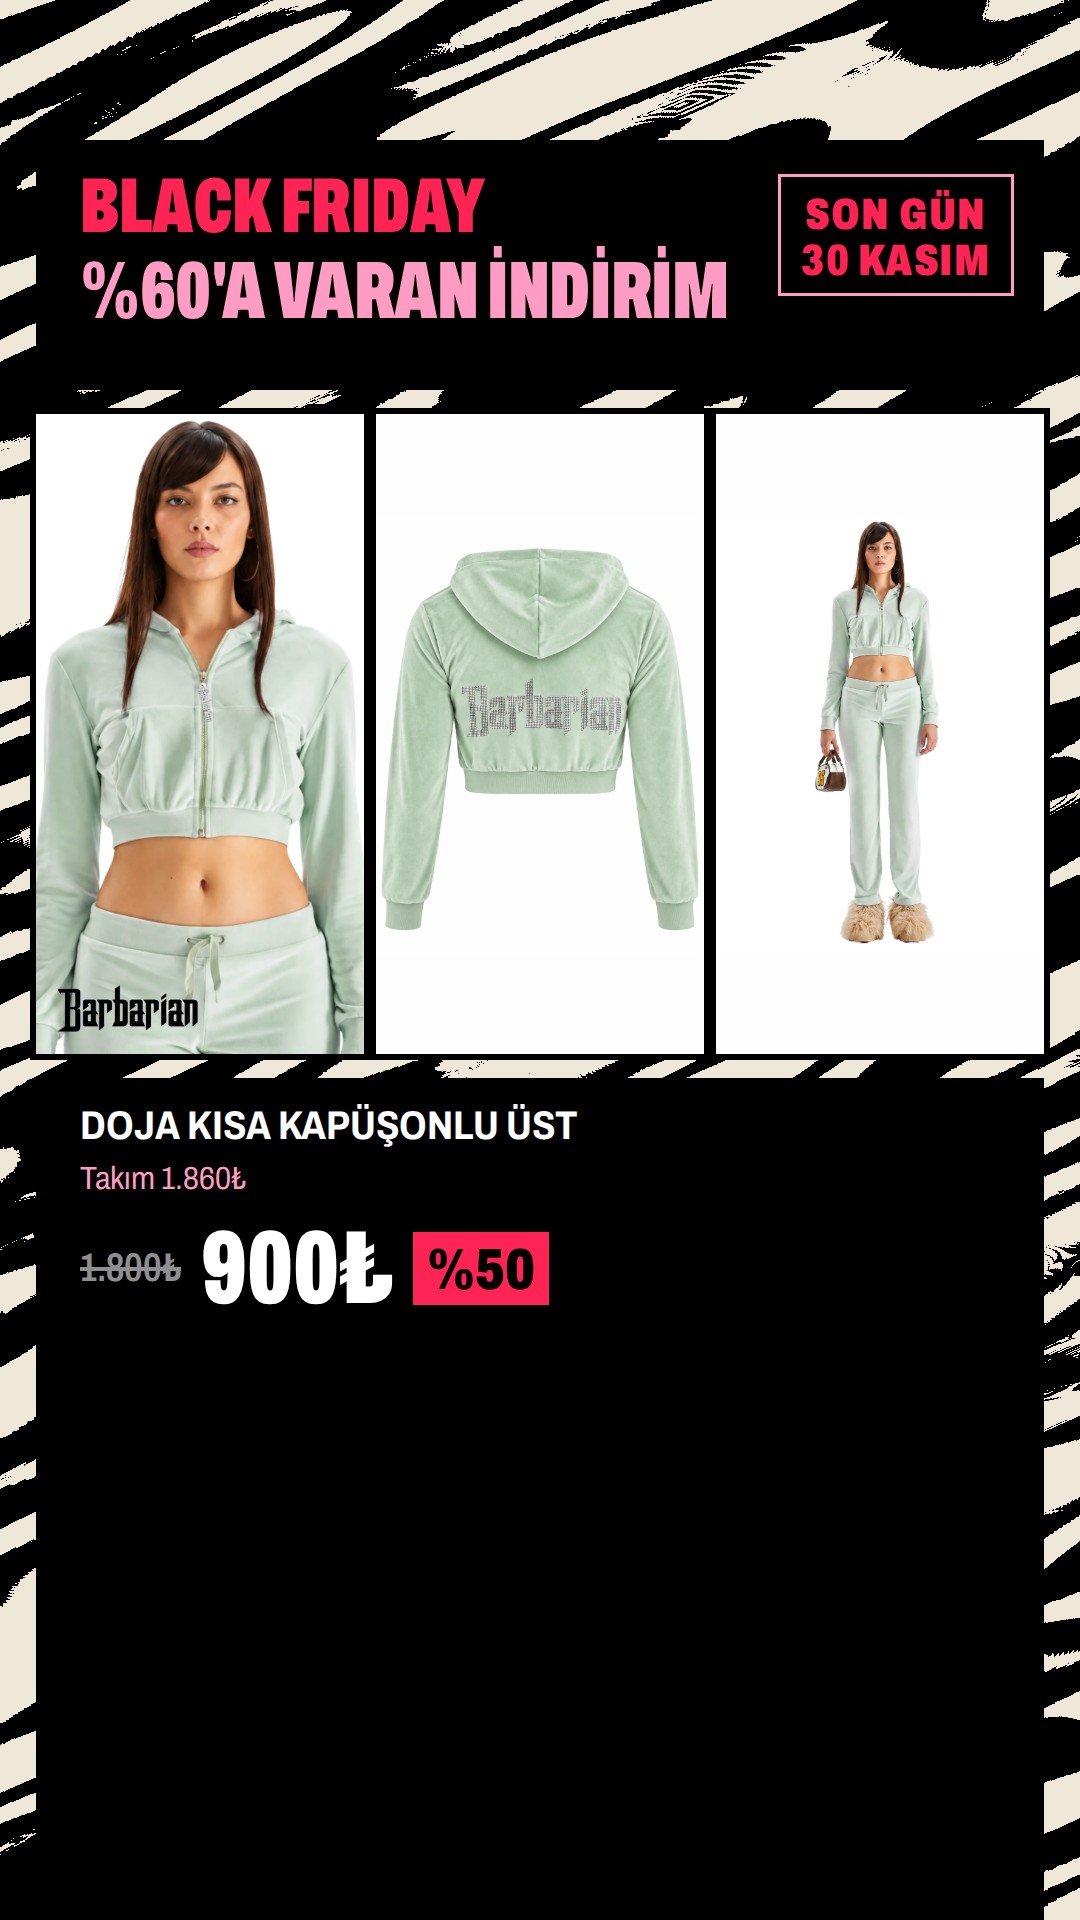 BLACK FRIDAY
%60'A VARAN İNDİRİM
SON GÜN
30 KASIM
Barbarian
Barbarian
DOJA KISA KAPÜŞONLU ÜST
Takım 1.860₺
1.800₺ 900₺ %50